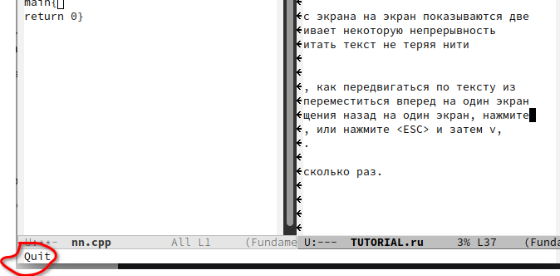 main{
return 0}
с экрана на экран показываются две
ивает некоторую непрерывность
итать текст не теряя нити
, как передвигаться по тексту из
переместиться вперед на один экран
щения назад на один экран, нажмите
, или нажмите <ESC> и затем v,
.
сколько раз.
U:**- nn.cpp All L1 (Fundame
U:--- TUTORIAL.ru 3% L37 (Funda
Quit